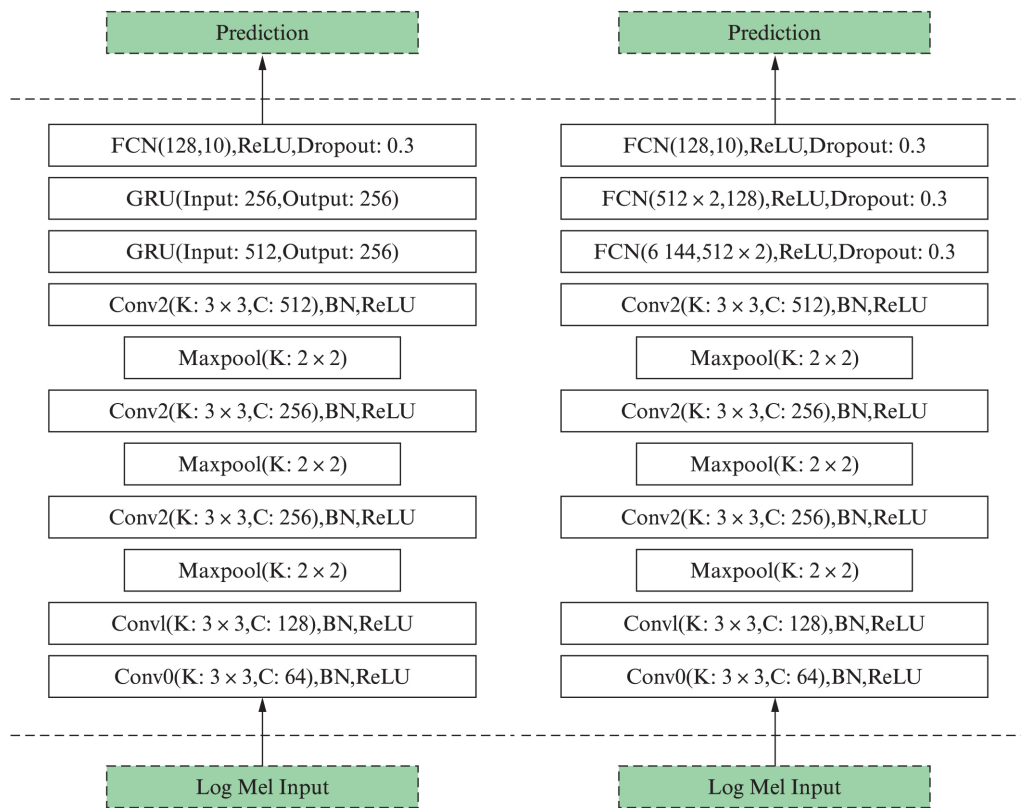 Prediction
FCN(128,10),ReLU,Dropout: 0.3
GRU(Input: 256,Output: 256)
GRU(Input: 512,Output: 256)
Conv2(K: 3 × 3,C: 512),BN,ReLU
Maxpool(K: 2 × 2)
Conv2(K: 3 × 3,C: 256),BN,ReLU
Maxpool(K: 2 × 2)
Conv2(K: 3 × 3,C: 256),BN,ReLU
Maxpool(K: 2 × 2)
Convl(K: 3 × 3,C: 128),BN,ReLU
Conv0(K: 3 × 3,C: 64),BN,ReLU
Log Mel Input
Prediction
FCN(128,10),ReLU,Dropout: 0.3
FCN(512 × 2,128),ReLU,Dropout: 0.3
FCN(6 144,512 × 2),ReLU,Dropout: 0.3
Conv2(K: 3 × 3,C: 512),BN,ReLU
Maxpool(K: 2 × 2)
Conv2(K: 3 × 3,C: 256),BN,ReLU
Maxpool(K: 2 × 2)
Conv2(K: 3 × 3,C: 256),BN,ReLU
Maxpool(K: 2 × 2)
Convl(K: 3 × 3,C: 128),BN,ReLU
Conv0(K: 3 × 3,C: 64),BN,ReLU
Log Mel Input